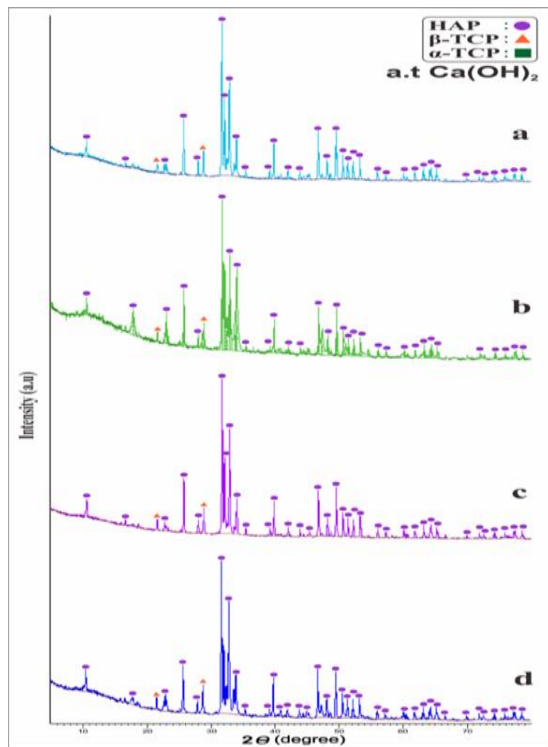 HAP :
β-TCP :
α-TCP :
a.t Ca(OH)₂
a
b
c
d
Intensity (a.u)
10 20 30 40 50 60 70
2Θ (degree)